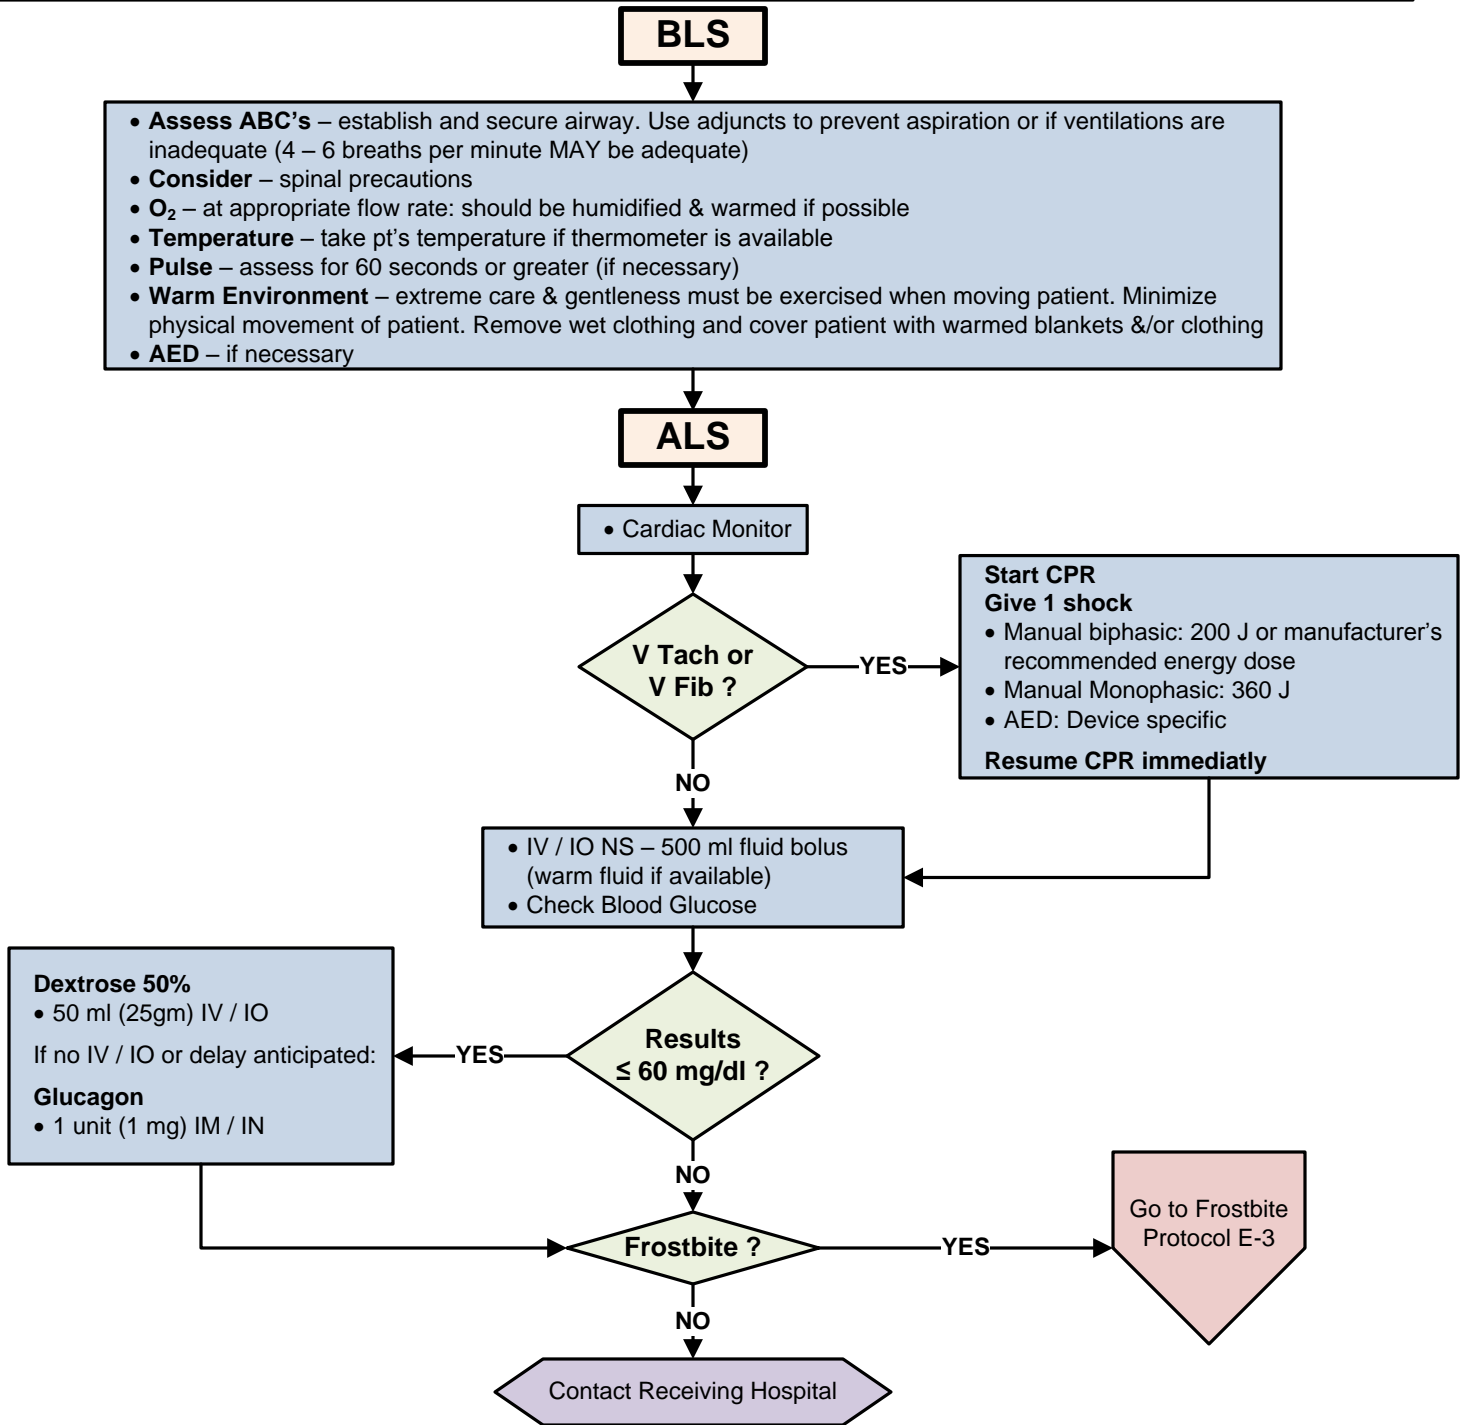 BLS
• Assess ABC’s – establish and secure airway. Use adjuncts to prevent aspiration or if ventilations are
inadequate (4 – 6 breaths per minute MAY be adequate)
• Consider – spinal precautions
• O₂ – at appropriate flow rate: should be humidified & warmed if possible
• Temperature – take pt’s temperature if thermometer is available
• Pulse – assess for 60 seconds or greater (if necessary)
• Warm Environment – extreme care & gentleness must be exercised when moving patient. Minimize
physical movement of patient. Remove wet clothing and cover patient with warmed blankets &/or clothing
• AED – if necessary
ALS
• Cardiac Monitor
V Tach or
V Fib ?
YES
Start CPR
Give 1 shock
• Manual biphasic: 200 J or manufacturer’s
recommended energy dose
• Manual Monophasic: 360 J
• AED: Device specific
Resume CPR immediatly
NO
• IV / IO NS – 500 ml fluid bolus
(warm fluid if available)
• Check Blood Glucose
Results
≤ 60 mg/dl ?
YES
Dextrose 50%
• 50 ml (25gm) IV / IO
If no IV / IO or delay anticipated:
Glucagon
• 1 unit (1 mg) IM / IN
NO
Frostbite ?
YES
Go to Frostbite
Protocol E-3
NO
Contact Receiving Hospital